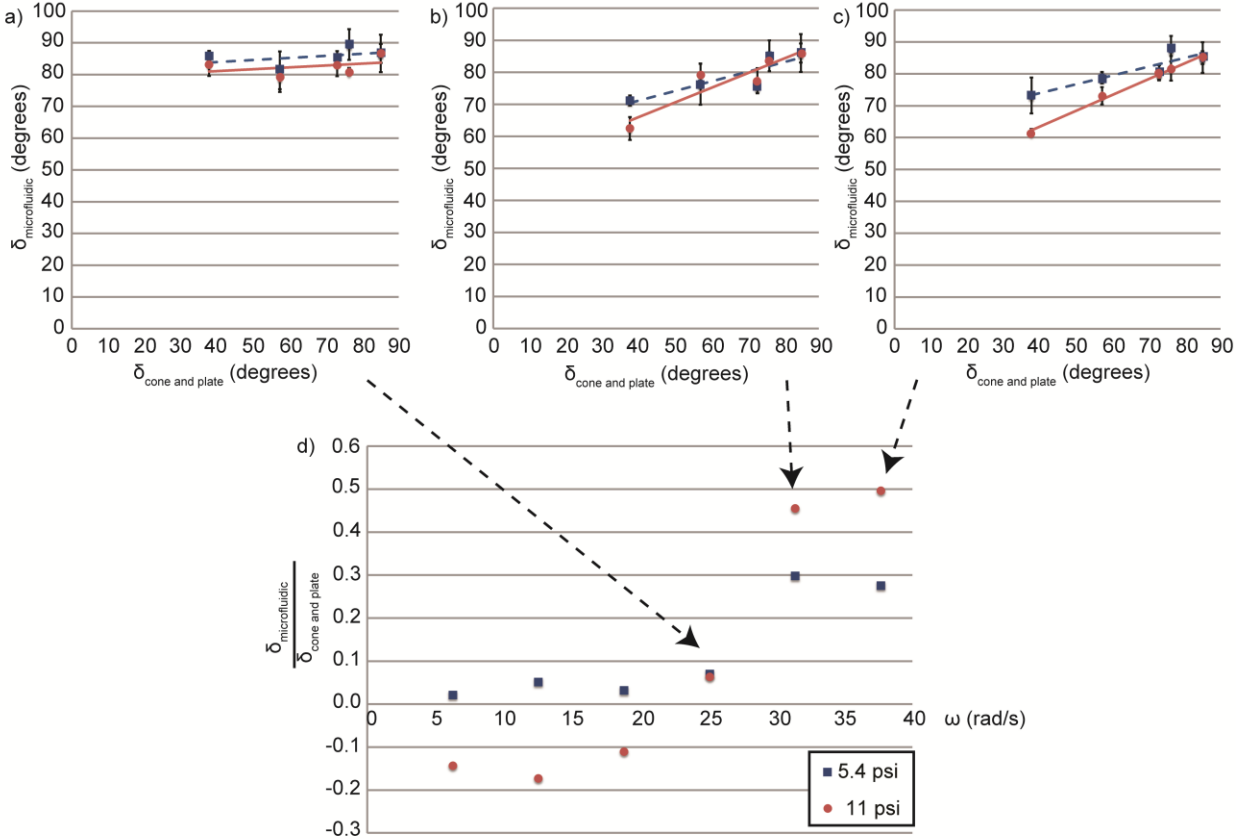 a)
100
90
80
70
60
50
40
30
20
10
0
δmicrofluidic (degrees)
0 10 20 30 40 50 60 70 80 90
δcone and plate (degrees)
b)
100
90
80
70
60
50
40
30
20
10
0
δmicrofluidic (degrees)
0 10 20 30 40 50 60 70 80 90
δcone and plate (degrees)
c)
100
90
80
70
60
50
40
30
20
10
0
δmicrofluidic (degrees)
0 10 20 30 40 50 60 70 80 90
δcone and plate (degrees)
d)
0.6
0.5
0.4
0.3
0.2
0.1
0.0
-0.1
-0.2
-0.3
δmicrofluidic
δcone and plate
0 5 10 15 20 25 30 35 40 ω (rad/s)
5.4 psi
11 psi